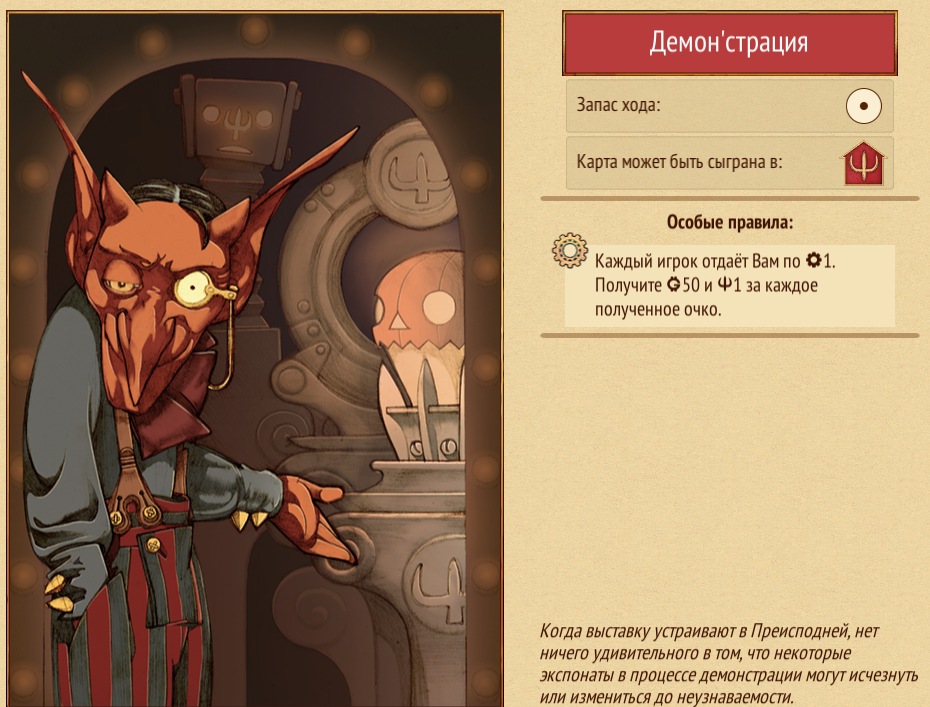 Демон'страция
Запас хода:
Карта может быть сыграна в:
Особые правила:
Каждый игрок отдаёт Вам по 1.
Получите 50 и 1 за каждое
полученное очко.
Когда выставку устраивают в Преисподней, нет
ничего удивительного в том, что некоторые
экспонаты в процессе демонстрации могут исчезнуть
или измениться до неузнаваемости.